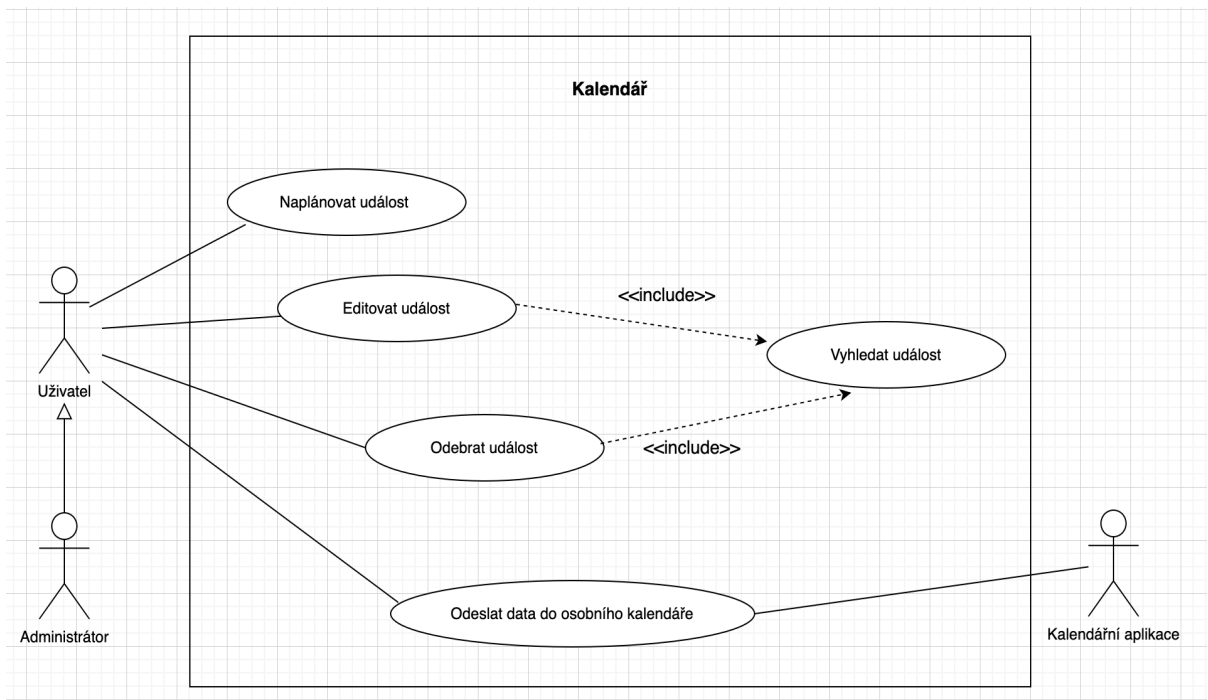 Kalendář
Naplánovat událost
Editovat událost
<<include>>
Vyhledat událost
Uživatel
Odebrat událost
<<include>>
Odeslat data do osobního kalendáře
Administrátor
Kalendářní aplikace